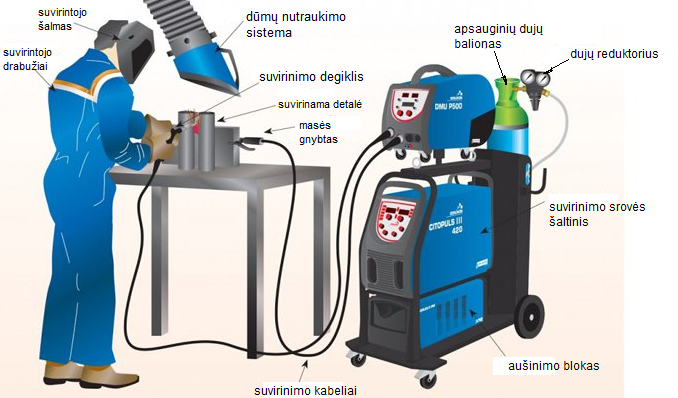 suvirintojo
šalmas
suvirintojo
drabužiai
dūmų nutraukimo
sistema
suvirinimo degiklis
suvirinama detalė
masės
gnybtas
apsauginių dujų
balionas
dujų reduktorius
DMU P500
CITOPULS III
420
suvirinimo srovės
šaltinis
aušinimo blokas
suvirinimo kabeliai